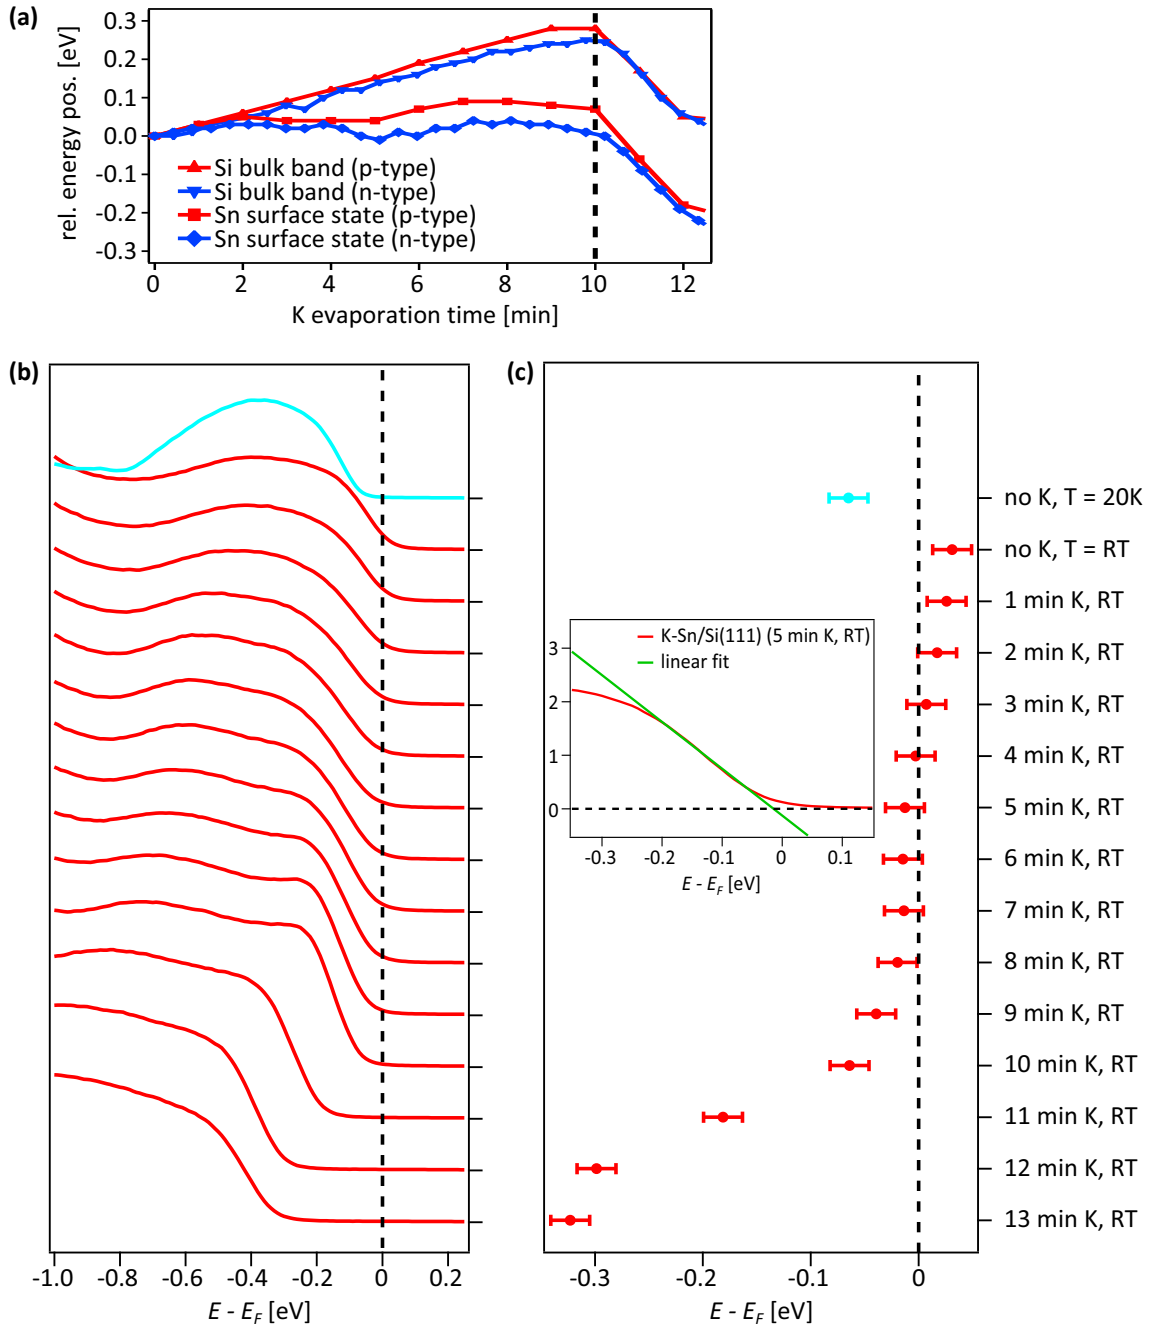 (a)
rel. energy pos. [eV]
0.3
0.2
0.1
0.0
-0.1
-0.2
-0.3
Si bulk band (p-type)
Si bulk band (n-type)
Sn surface state (p-type)
Sn surface state (n-type)
0 2 4 6 8 10 12
K evaporation time [min]
(b)
-1.0 -0.8 -0.6 -0.4 -0.2 0 0.2
E - E_F [eV]
(c)
no K, T = 20K
no K, T = RT
1 min K, RT
2 min K, RT
3 min K, RT
4 min K, RT
5 min K, RT
6 min K, RT
7 min K, RT
8 min K, RT
9 min K, RT
10 min K, RT
11 min K, RT
12 min K, RT
13 min K, RT
K-Sn/Si(111) (5 min K, RT)
linear fit
3
2
1
0
-0.3 -0.2 -0.1 0 0.1
E - E_F [eV]
-0.3 -0.2 -0.1 0
E - E_F [eV]